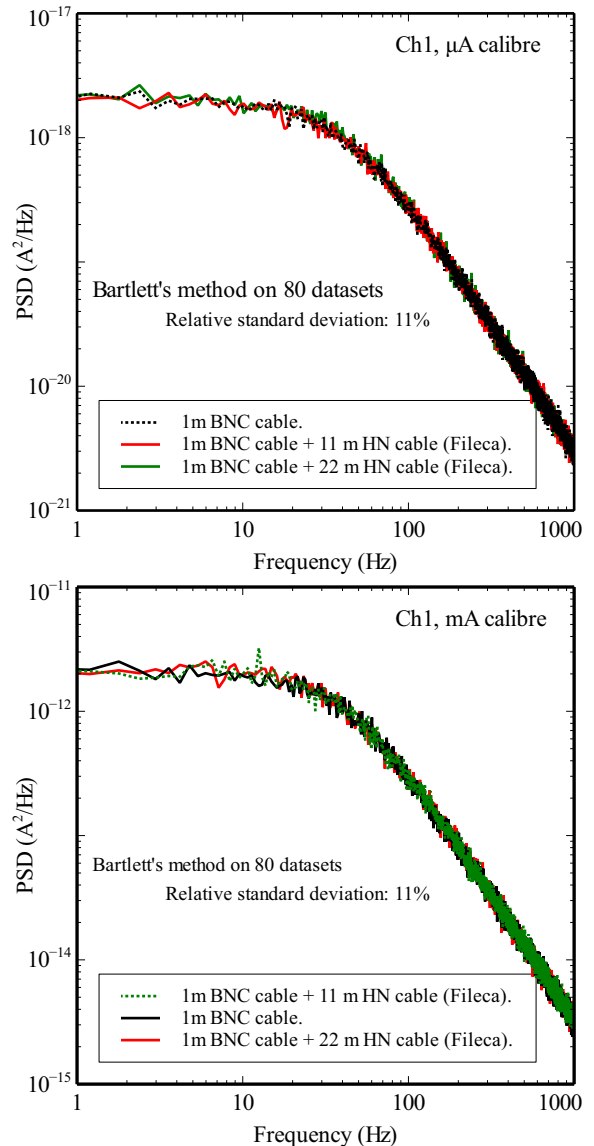 10⁻¹⁷
Ch1, µA calibre
10⁻¹⁸
PSD (A²/Hz)
Bartlett's method on 80 datasets
Relative standard deviation: 11%
10⁻²⁰
1m BNC cable.
1m BNC cable + 11 m HN cable (Fileca).
1m BNC cable + 22 m HN cable (Fileca).
10⁻²¹
1 10 100 1000
Frequency (Hz)
10⁻¹¹
Ch1, mA calibre
10⁻¹²
PSD (A²/Hz)
Bartlett's method on 80 datasets
Relative standard deviation: 11%
10⁻¹⁴
1m BNC cable + 11 m HN cable (Fileca).
1m BNC cable.
1m BNC cable + 22 m HN cable (Fileca).
10⁻¹⁵
1 10 100 1000
Frequency (Hz)